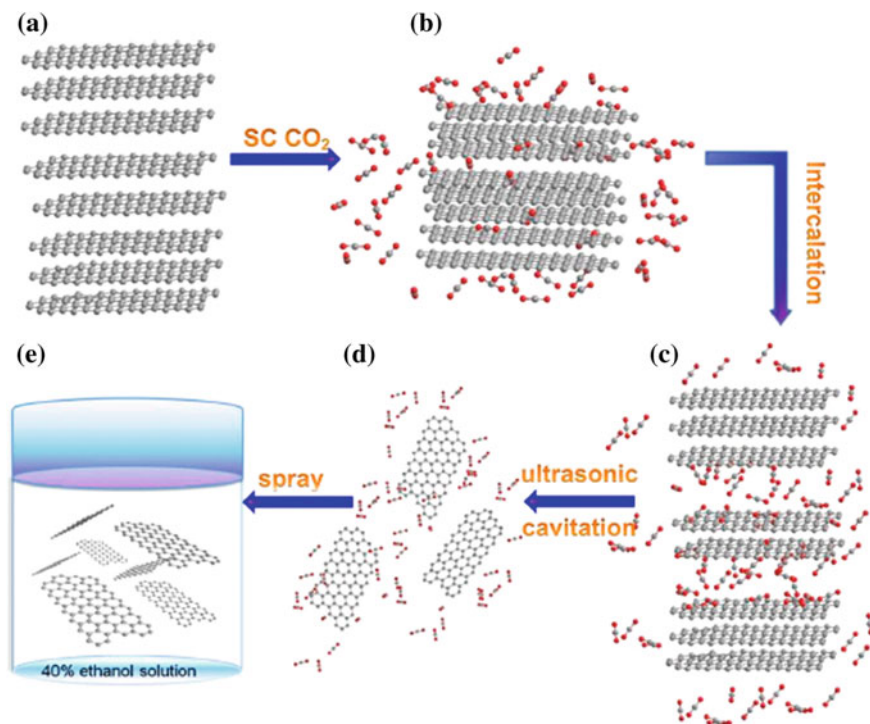 (a)
(b)
SC CO₂
Intercalation
(e)
(d)
(c)
spray
ultrasonic
cavitation
40% ethanol solution